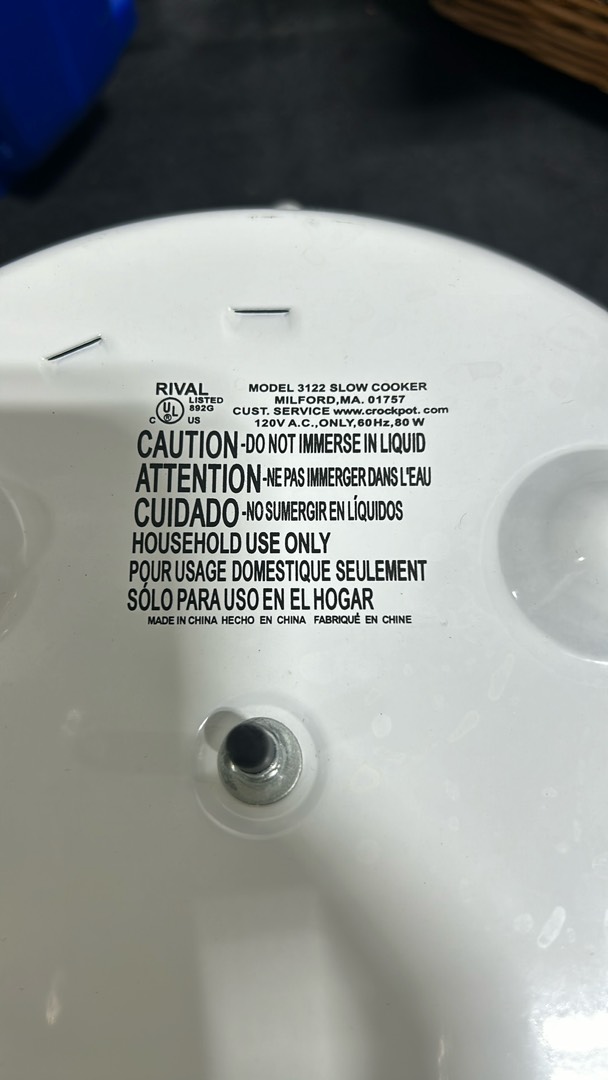 RIVAL
LISTED
892G
C UL US
MODEL 3122 SLOW COOKER
MILFORD,MA. 01757
CUST. SERVICE www.crockpot.com
120V A.C.,ONLY,60Hz,80 W
CAUTION-DO NOT IMMERSE IN LIQUID
ATTENTION-NE PAS IMMERGER DANS L'EAU
CUIDADO-NO SUMERGIR EN LÍQUIDOS
HOUSEHOLD USE ONLY
POUR USAGE DOMESTIQUE SEULEMENT
SÓLO PARA USO EN EL HOGAR
MADE IN CHINA HECHO EN CHINA FABRIQUÉ EN CHINE